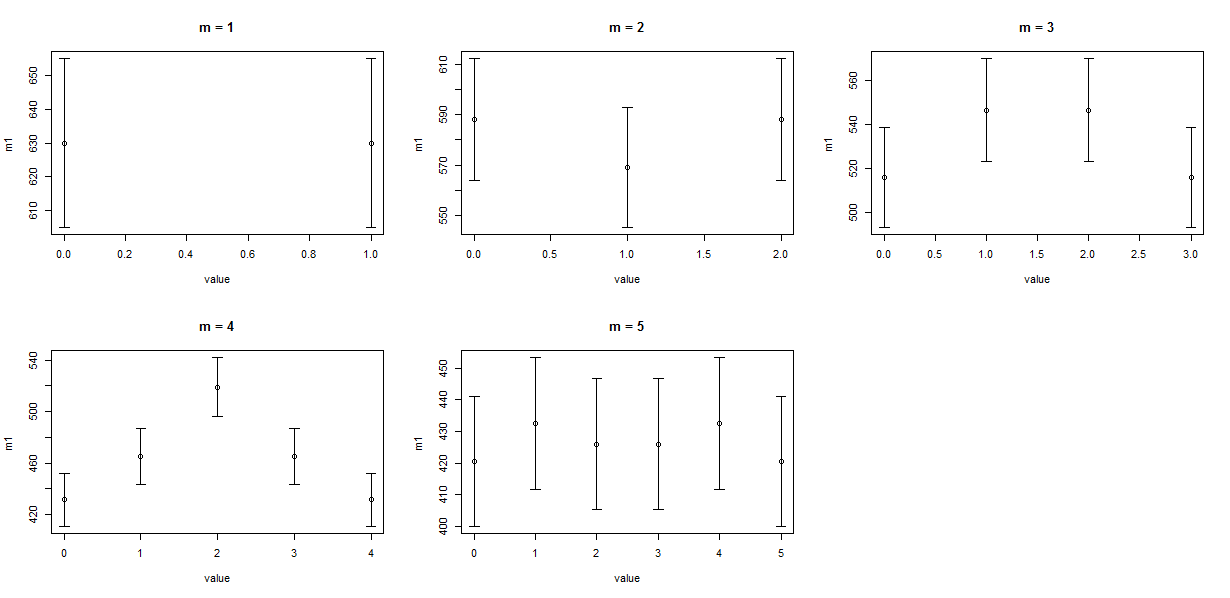 m = 1
m1
610 620 630 640 650
0.0 0.2 0.4 0.6 0.8 1.0
value
m = 2
m1
550 570 590 610
0.0 0.5 1.0 1.5 2.0
value
m = 3
m1
500 520 540 560
0.0 0.5 1.0 1.5 2.0 2.5 3.0
value
m = 4
m1
420 460 500 540
0 1 2 3 4
value
m = 5
m1
400 410 420 430 440 450
0 1 2 3 4 5
value